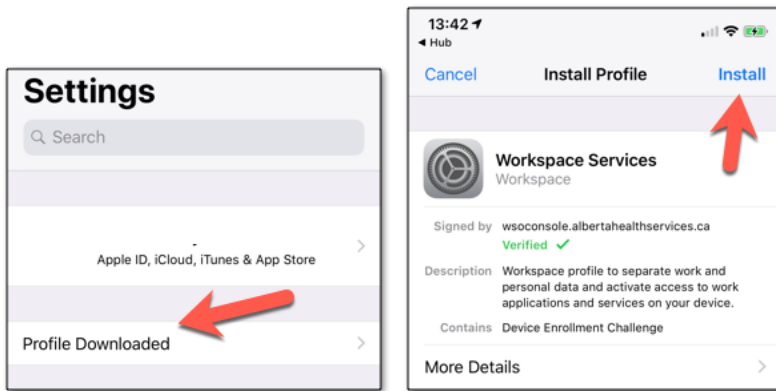 Settings
Search
Apple ID, iCloud, iTunes & App Store
Profile Downloaded
13:42
Hub
Cancel
Install Profile
Install
Workspace Services
Workspace
Signed by wsoconsole.albertahealthservices.ca
Verified
Description Workspace profile to separate work and
personal data and activate access to work
applications and services on your device.
Contains Device Enrollment Challenge
More Details